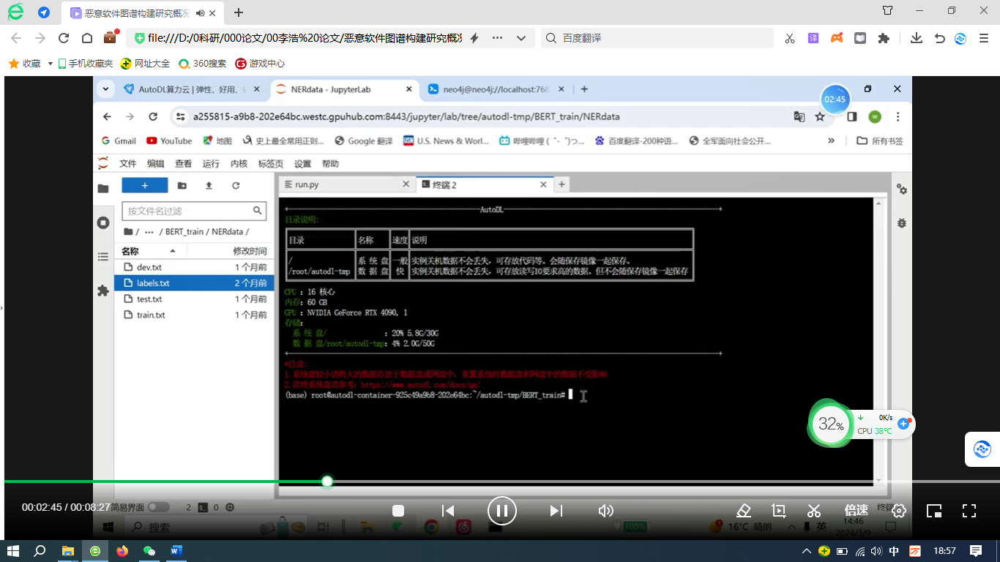 恶意软件图谱构建研究概况
file:///D:/0科研/000论文/00李浩%20论文/恶意软件图谱构建研究概况
百度翻译
译
收藏
手机收藏夹
网址大全
360搜索
游戏中心
AutoDL算力云 | 弹性、好用、
NERdata - JupyterLab
neo4j@neo4j://localhost:768
02:45
a255815-a9b8-202e64bc.westc.gpuhub.com:8443/jupyter/lab/tree/autodl-tmp/BERT_train/NERdata
W
Gmail
YouTube
地图
史上最全常用正则...
Google 翻译
U.S. News & Worl...
哔哩哔哩 (゜-゜)つ...
百度翻译-200种语...
全军面向社会公开...
»
所有书签
文件 编辑 查看 运行 内核 标签页 设置 帮助
run.py
终端 2
按文件名过滤
/ ··· / BERT_train / NERdata /
名称 修改时间
dev.txt 1 个月前
labels.txt 2 个月前
test.txt 1 个月前
train.txt 1 个月前
AutoDL
目录说明:
目录 名称 速度 说明
/ 系 统 盘 一般 实例关机数据不会丢失，可存放代码等。会随保存镜像一起保存。
/root/autodl-tmp 数 据 盘 快 实例关机数据不会丢失，可存放读写IO要求高的数据。但不会随保存镜像一起保存
CPU : 16 核心
内存: 60 GB
GPU : NVIDIA GeForce RTX 4090, 1
存储:
系 统 盘/ : 20% 5.8G/30G
数 据 盘/root/autodl-tmp: 4% 2.0G/50G
*注意:
1.系统盘较小请将大的数据存放于数据盘或网盘中，重置系统时数据盘和网盘中的数据不受影响
2.清理系统盘请参考: https://www.autodl.com/docs/qa/
(base) root@autodl-container-925c49a9b8-202e64bc:~/autodl-tmp/BERT_train#
32%
0K/s
CPU 38℃
00:02:45 / 00:08:27
简易界面
2
0
倍速
终端
搜索
100%
16°C 晴朗
英
14:46
2024/3/9
中
18:57